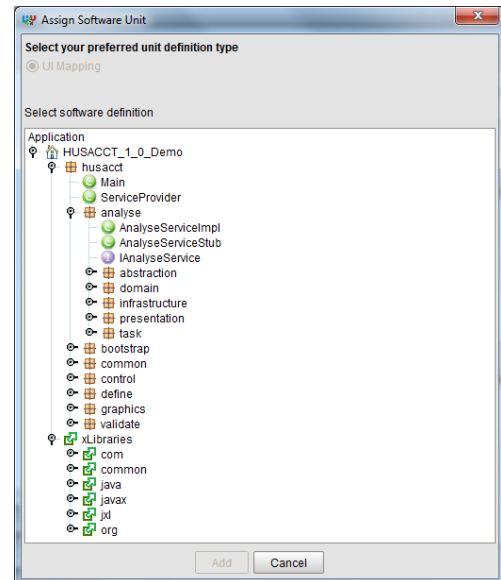 Assign Software Unit
Select your preferred unit definition type
UI Mapping
Select software definition
Application
HUSACCT_1_0_Demo
husacct
Main
ServiceProvider
analyse
AnalyseServiceImpl
AnalyseServiceStub
IAnalyseService
abstraction
domain
infrastructure
presentation
task
bootstrap
common
control
define
graphics
validate
xLibraries
com
common
java
javax
jxl
org
Add Cancel